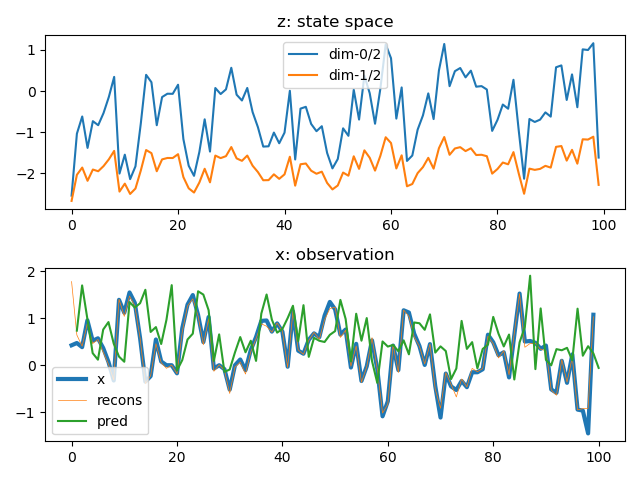 z: state space
1
0
−1
−2
dim-0/2
dim-1/2
0
20
40
60
80
100
x: observation
2
1
0
−1
x
recons
pred
0
20
40
60
80
100